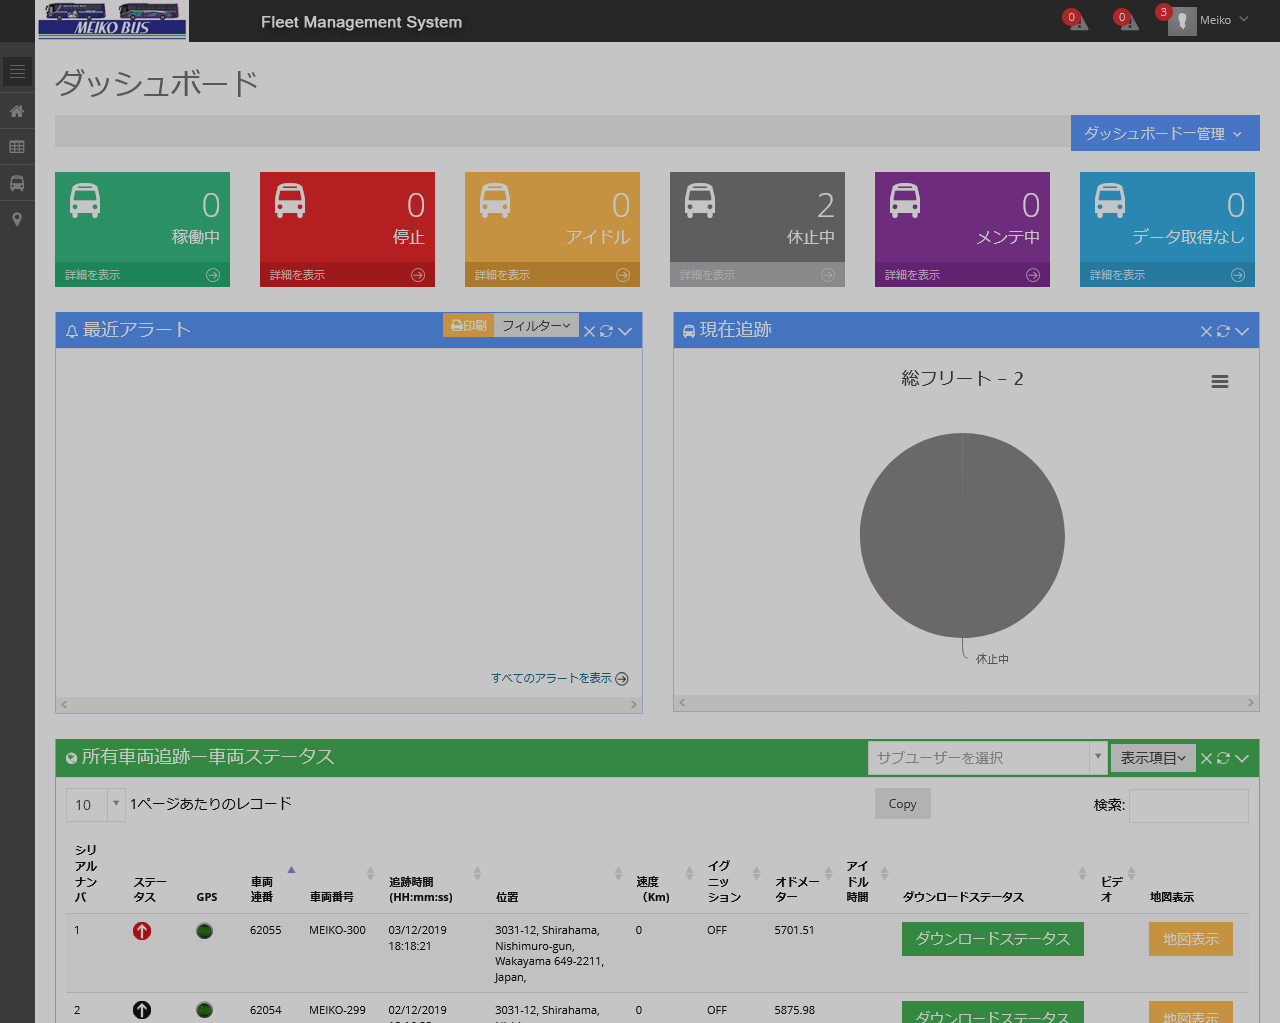 MEIKO BUS
Fleet Management System
0
0
3
Meiko
ダッシュボード
ダッシュボードー管理
0
稼働中
詳細を表示
0
停止
詳細を表示
0
アイドル
詳細を表示
2
休止中
詳細を表示
0
メンテ中
詳細を表示
0
データ取得なし
詳細を表示
最近アラート
印刷
フィルター
すべてのアラートを表示
現在追跡
総フリート – 2
休止中
所有車両追跡ー車両ステータス
サブユーザーを選択
表示項目
10
1ページあたりのレコード
Copy
検索:
シリアルナンバ ステータス GPS 車両連番 車両番号 追跡時間 (HH:mm:ss) 位置 速度 (Km) イグニッション オドメーター アイドル時間 ダウンロードステータス ビデオ 地図表示
1 62055 MEIKO-300 03/12/2019 18:18:21 3031-12, Shirahama, Nishimuro-gun, Wakayama 649-2211, Japan, 0 OFF 5701.51 ダウンロードステータス 地図表示
2 62054 MEIKO-299 02/12/2019 3031-12, Shirahama, 0 OFF 5875.98 ダウンロードステータス 地図表示